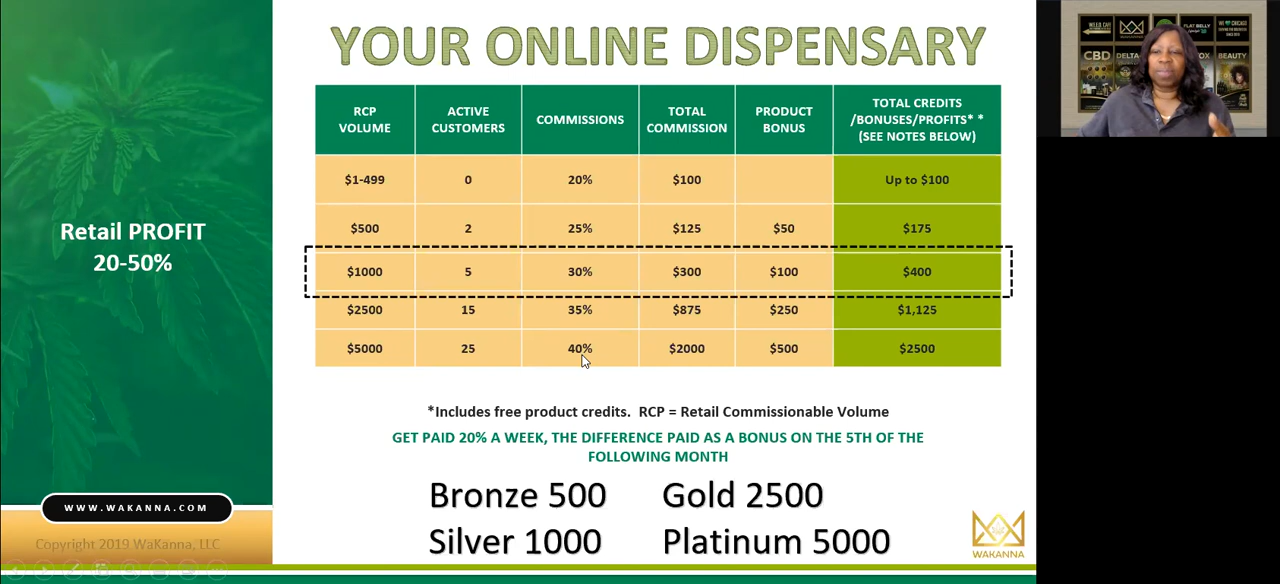 YOUR ONLINE DISPENSARY
Retail PROFIT
20-50%
RCP VOLUME ACTIVE CUSTOMERS COMMISSIONS TOTAL COMMISSION PRODUCT BONUS TOTAL CREDITS /BONUSES/PROFITS* * (SEE NOTES BELOW)
$1-499 0 20% $100 Up to $100
$500 2 25% $125 $50 $175
$1000 5 30% $300 $100 $400
$2500 15 35% $875 $250 $1,125
$5000 25 40% $2000 $500 $2500
*Includes free product credits. RCP = Retail Commissionable Volume
GET PAID 20% A WEEK, THE DIFFERENCE PAID AS A BONUS ON THE 5TH OF THE
FOLLOWING MONTH
Bronze 500 Gold 2500
Silver 1000 Platinum 5000
WWW.WAKANNA.COM
Copyright 2019 WaKanna, LLC
WAKANNA
FLAT BELLY
CBD
DELTA
BEAUTY